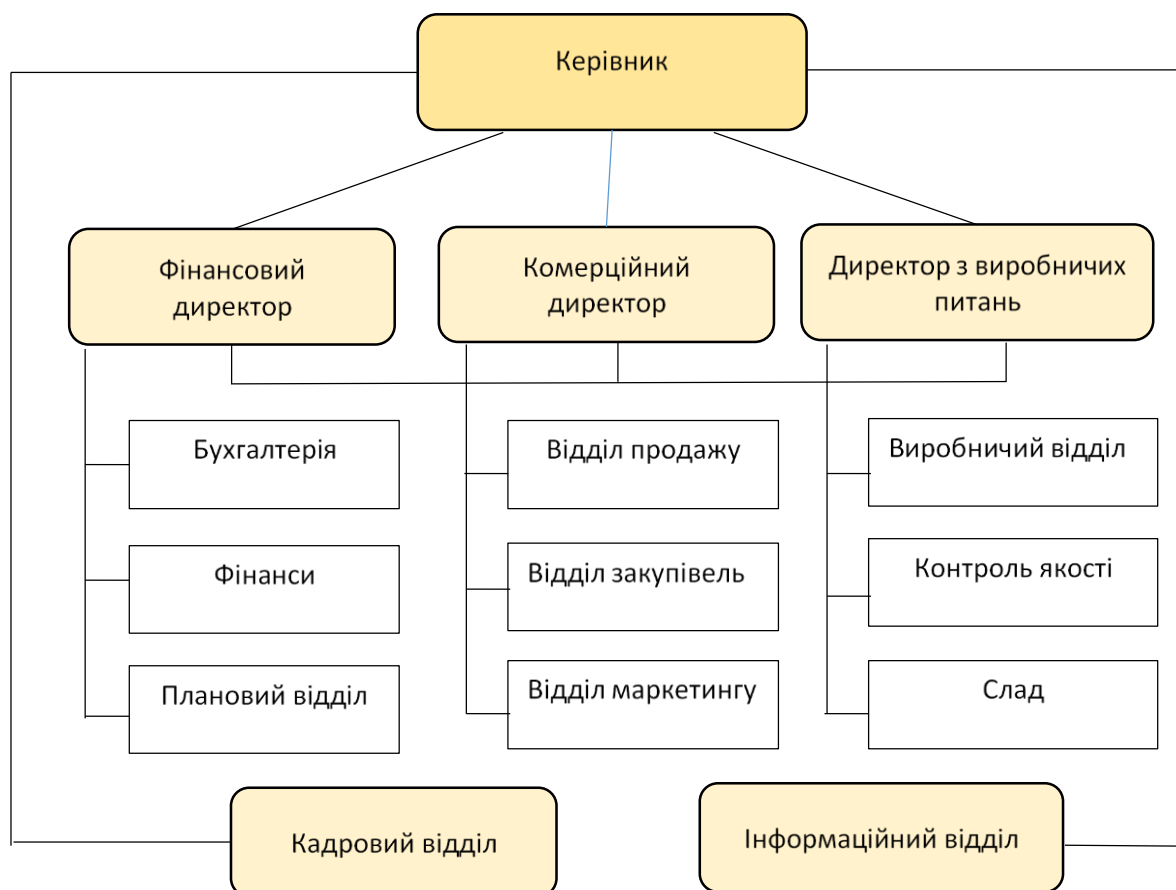 Керівник
Фінансовий
директор
Комерційний
директор
Директор з виробничих
питань
Бухгалтерія
Відділ продажу
Виробничий відділ
Фінанси
Відділ закупівель
Контроль якості
Плановий відділ
Відділ маркетингу
Слад
Кадровий відділ
Інформаційний відділ